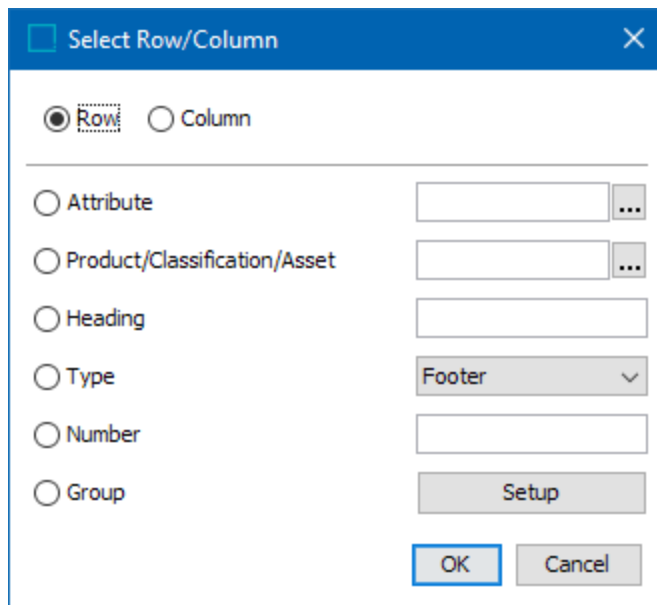 Select Row/Column
Row Column
Attribute ...
Product/Classification/Asset ...
Heading
Type Footer
Number
Group Setup
OK Cancel